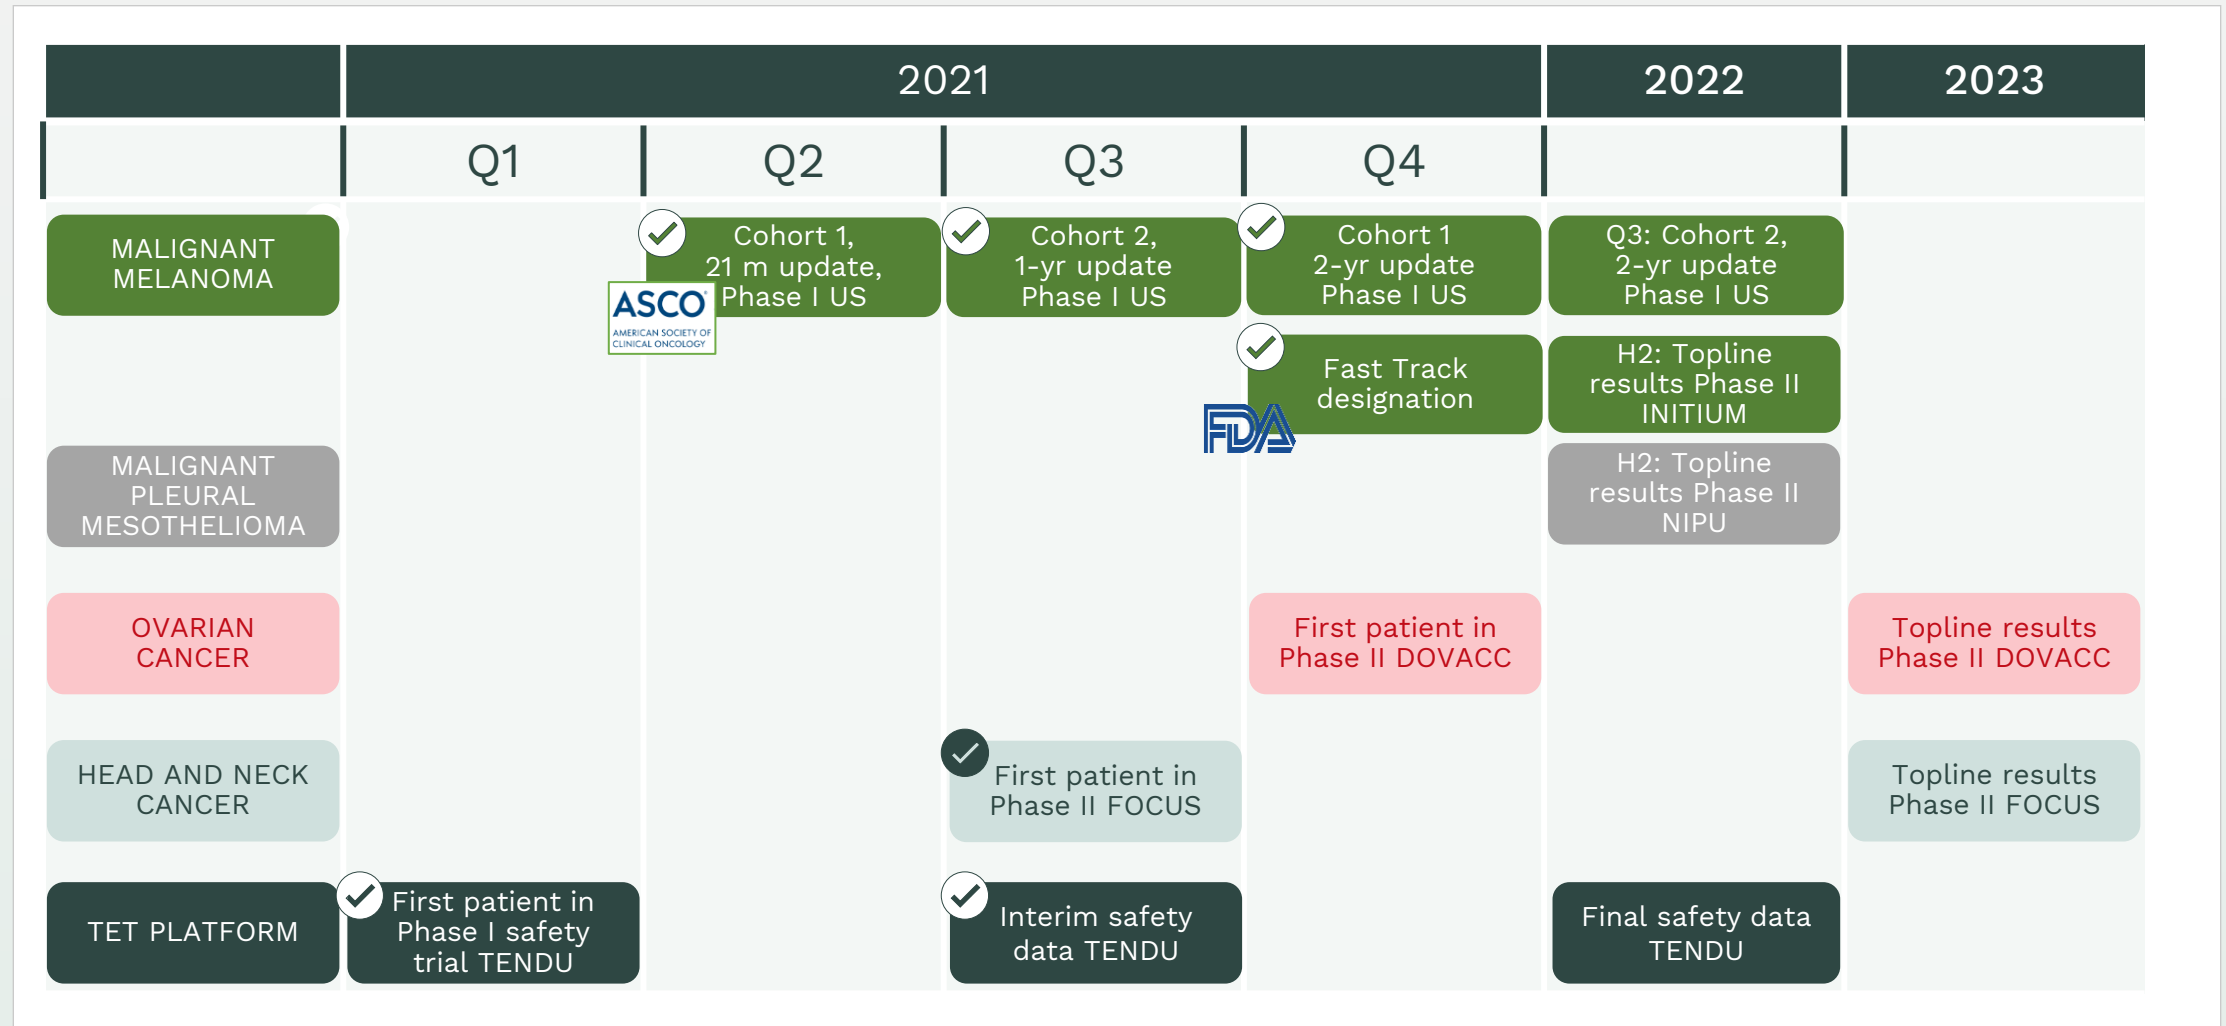 2021
2022
2023
Q1
Q2
Q3
Q4
MALIGNANT
MELANOMA
Cohort 1,
21 m update,
Phase I US
ASCO
AMERICAN SOCIETY OF
CLINICAL ONCOLOGY
Cohort 2,
1-yr update
Phase I US
Cohort 1
2-yr update
Phase I US
Q3: Cohort 2,
2-yr update
Phase I US
Fast Track
designation
FDA
H2: Topline
results Phase II
INITIUM
MALIGNANT
PLEURAL
MESOTHELIOMA
H2: Topline
results Phase II
NIPU
OVARIAN
CANCER
First patient in
Phase II DOVACC
Topline results
Phase II DOVACC
HEAD AND NECK
CANCER
First patient in
Phase II FOCUS
Topline results
Phase II FOCUS
TET PLATFORM
First patient in
Phase I safety
trial TENDU
Interim safety
data TENDU
Final safety data
TENDU